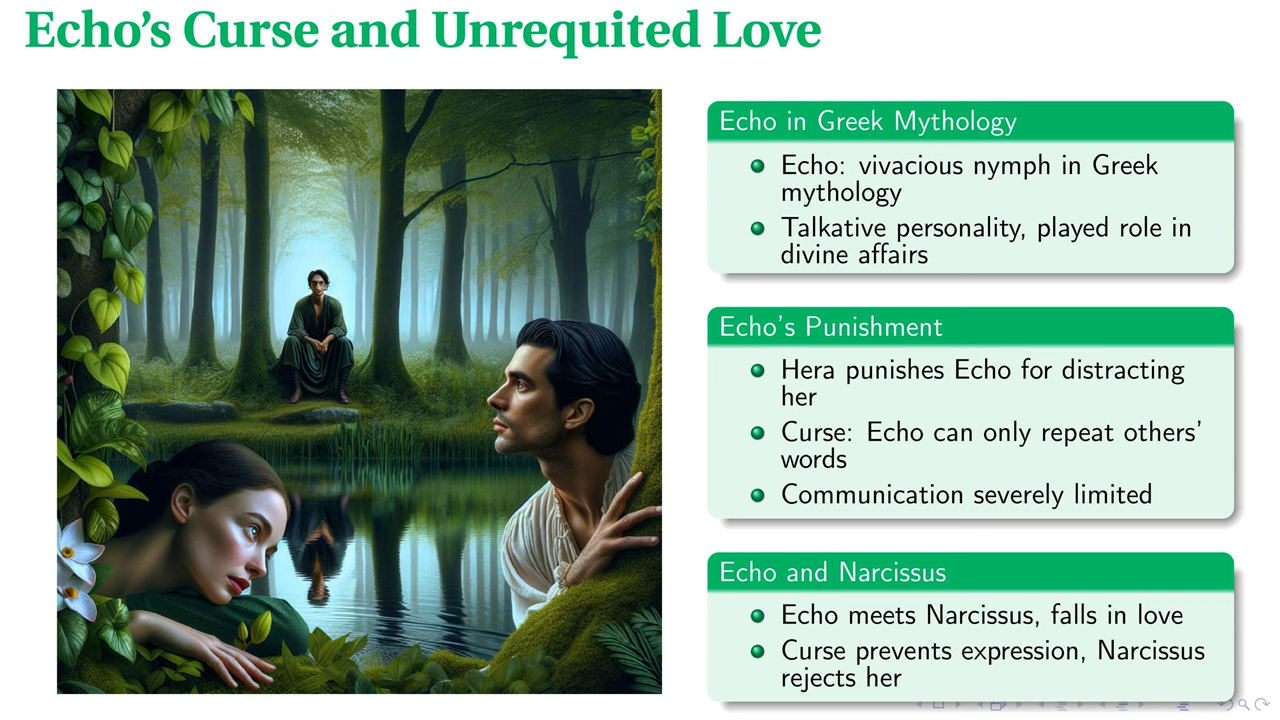 Echo's Curse and Unrequited Love
Echo in Greek Mythology
Echo: vivacious nymph in Greek
mythology
Talkative personality, played role in
divine affairs
Echo's Punishment
Hera punishes Echo for distracting
her
Curse: Echo can only repeat others'
words
Communication severely limited
Echo and Narcissus
Echo meets Narcissus, falls in love
Curse prevents expression, Narcissus
rejects her